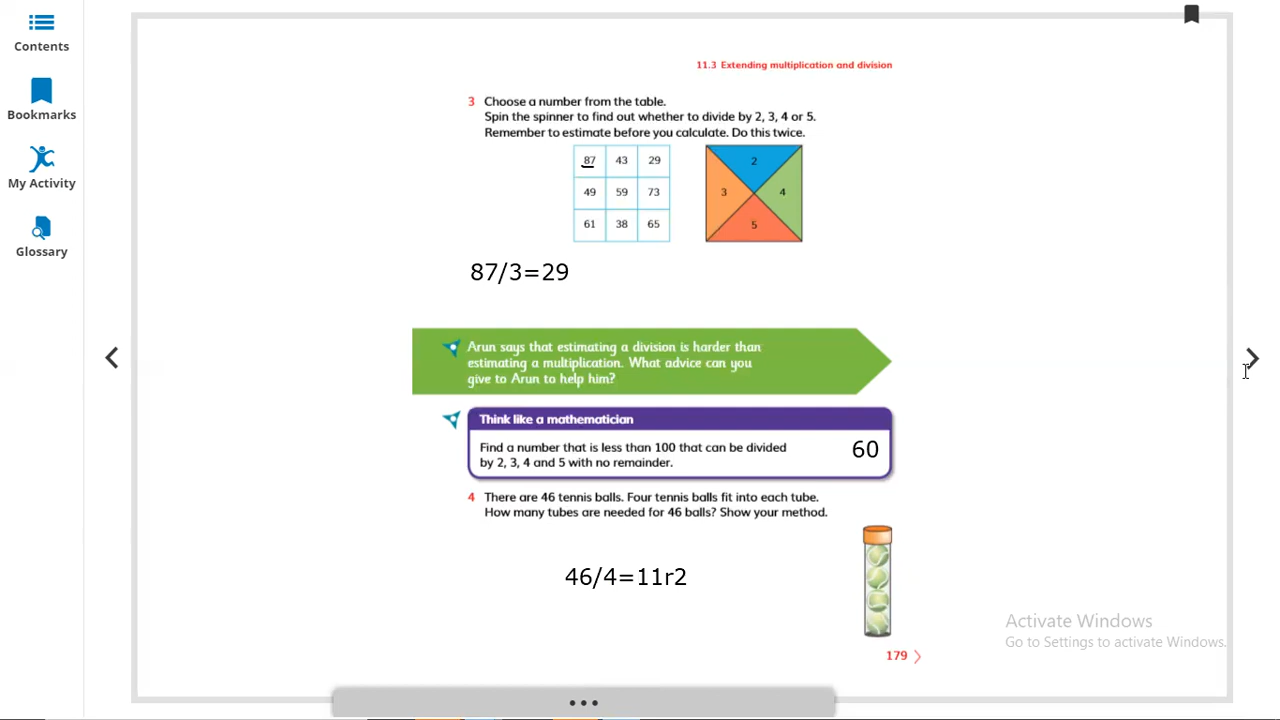 Contents
Bookmarks
My Activity
Glossary
11.3 Extending multiplication and division
3 Choose a number from the table.
Spin the spinner to find out whether to divide by 2, 3, 4 or 5.
Remember to estimate before you calculate. Do this twice.
87 43 29
49 59 73
61 38 65
2
3 4
5
87/3=29
Arun says that estimating a division is harder than
estimating a multiplication. What advice can you
give to Arun to help him?
Think like a mathematician
Find a number that is less than 100 that can be divided
by 2, 3, 4 and 5 with no remainder.
60
4 There are 46 tennis balls. Four tennis balls fit into each tube.
How many tubes are needed for 46 balls? Show your method.
46/4=11r2
Activate Windows
Go to Settings to activate Windows.
179